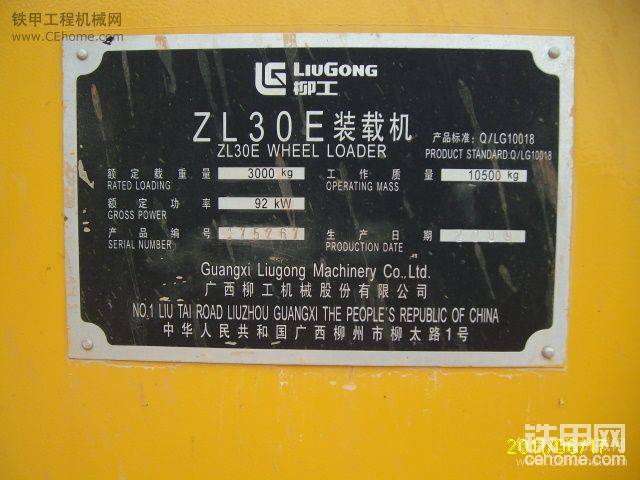 铁甲工程机械网
www.CEhome.com
LG LIUGONG
柳工
ZL30E装载机
产品标准: Q/LG10018
ZL30E WHEEL LOADER
PRODUCT STANDARD:Q/LG10018
额定载重量 3000 kg 工作质量 10500 kg
RATED LOADING OPERATING MASS
额定功率 92 kW
GROSS POWER
产品编号 生产日期
SERIAL NUMBER PRODUCTION DATE
Guangxi Liugong Machinery Co.,Ltd.
广西柳工机械股份有限公司
NO.1 LIU TAI ROAD LIUZHOU GUANGXI THE PEOPLE'S REPUBLIC OF CHINA
中华人民共和国广西柳州市柳太路1号
铁甲网
cehome.com